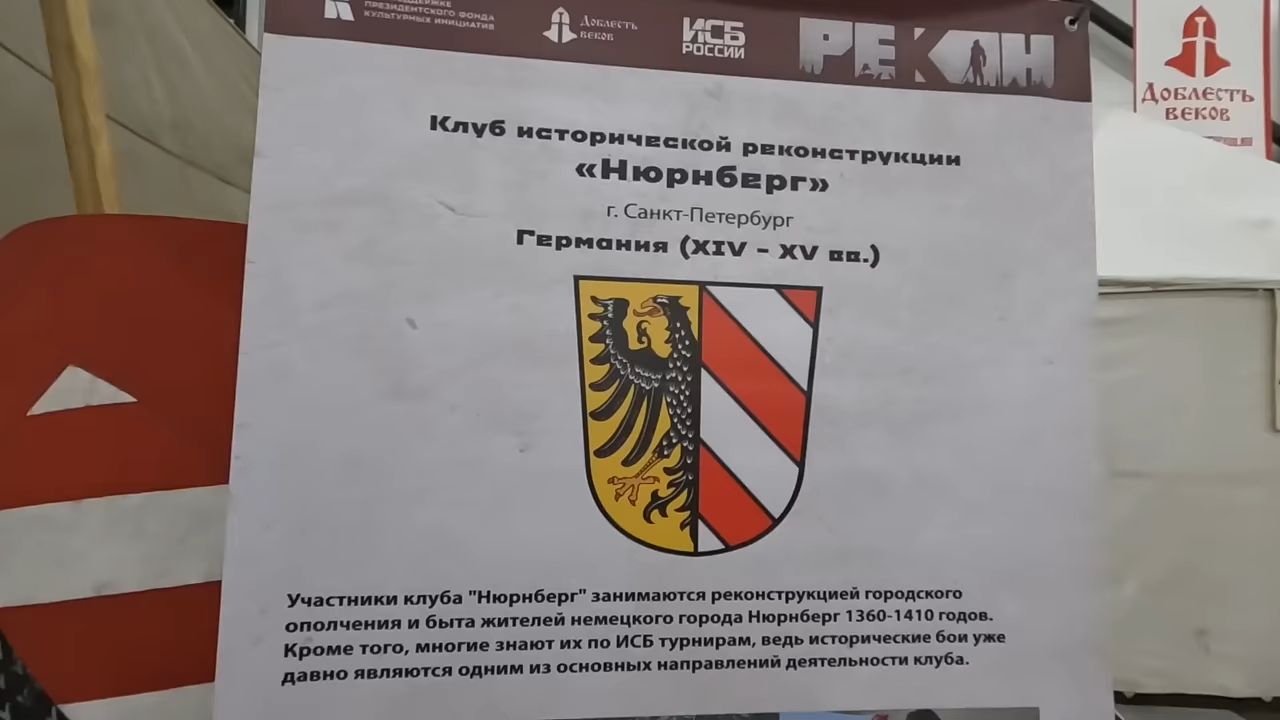 ПРЕЗИДЕНТСКОГО ФОНДА
КУЛЬТУРНЫХ ИНИЦИАТИВ
Доблесть
веков
ИСБ
РОССИИ
РЕКОН
Доблесть
веков
Клуб исторической реконструкции
«Нюрнберг»
г. Санкт-Петербург
Германия (XIV - XV вв.)
Участники клуба "Нюрнберг" занимаются реконструкцией городского
ополчения и быта жителей немецкого города Нюрнберг 1360-1410 годов.
Кроме того, многие знают их по ИСБ турнирам, ведь исторические бои уже
давно являются одним из основных направлений деятельности клуба.